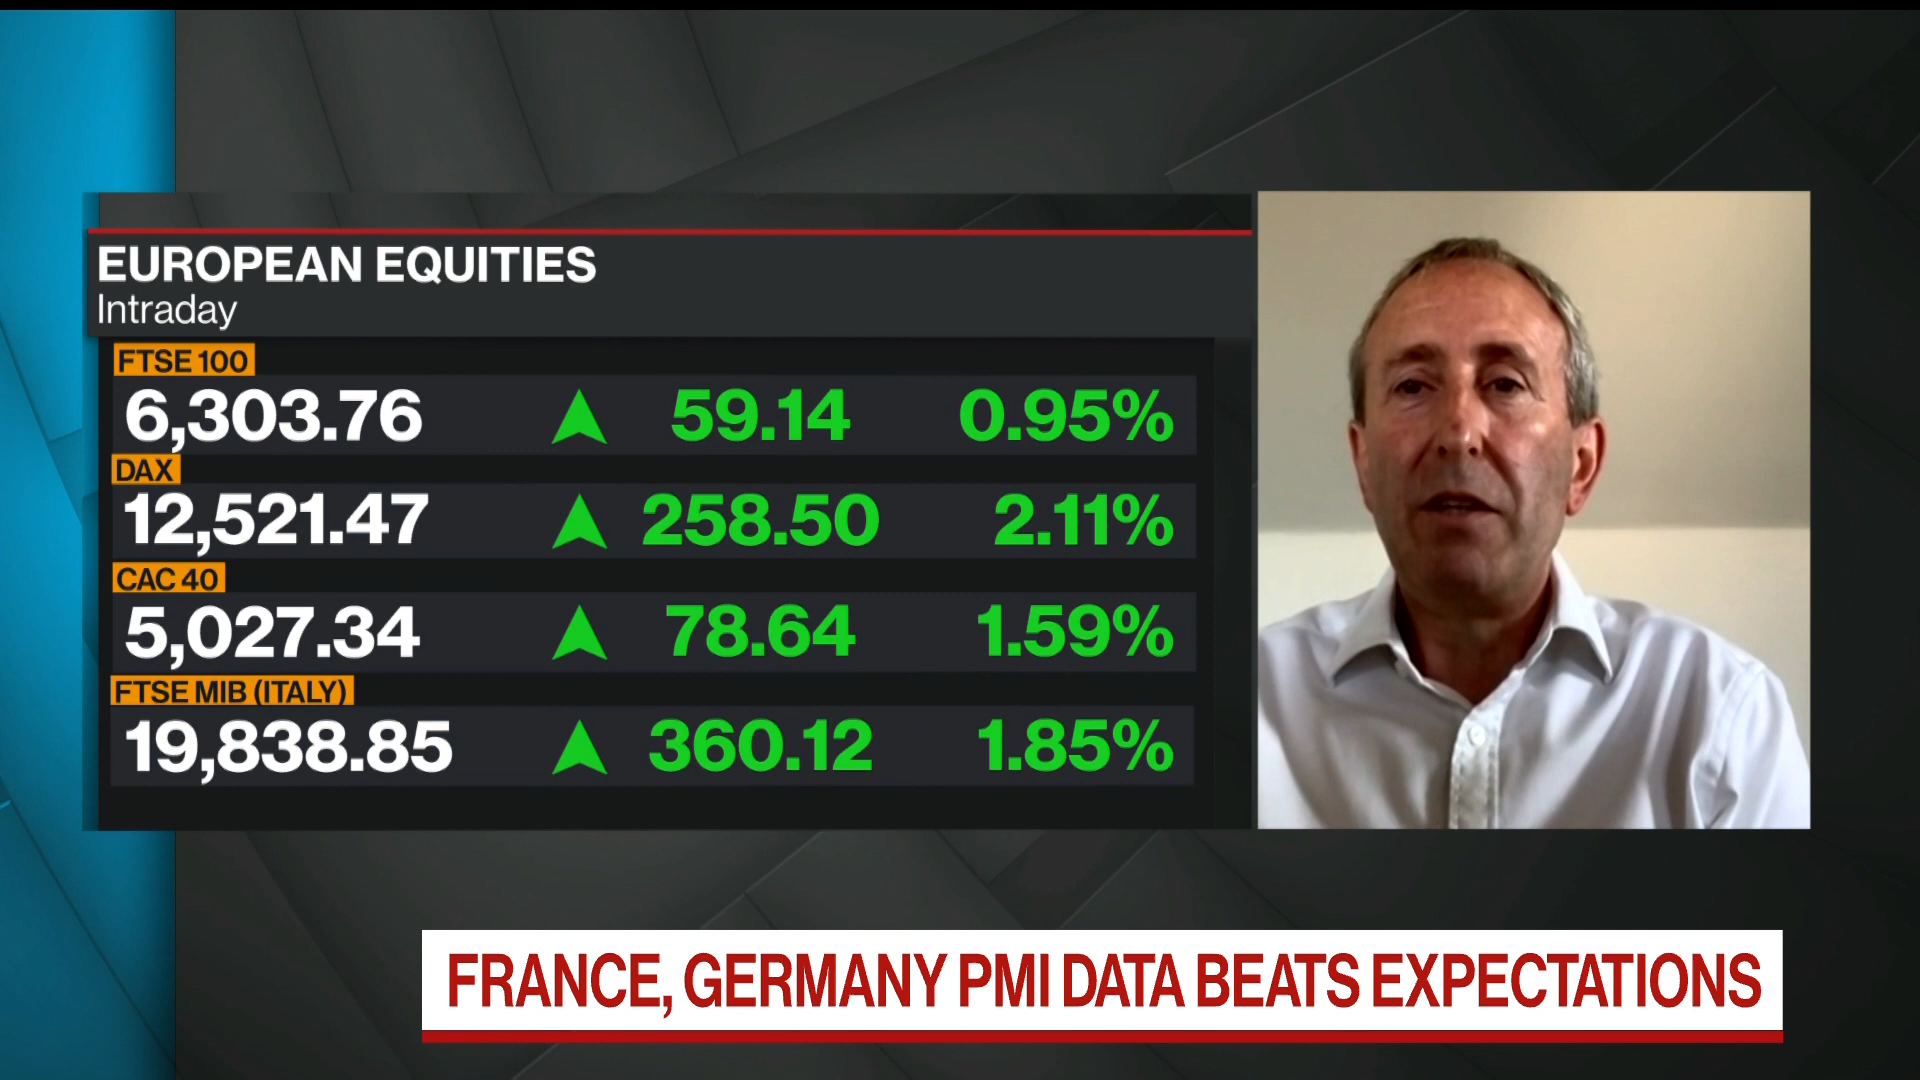 EUROPEAN EQUITIES
Intraday
FTSE 100
6,303.76 59.14 0.95%
DAX
12,521.47 258.50 2.11%
CAC 40
5,027.34 78.64 1.59%
FTSE MIB (ITALY)
19,838.85 360.12 1.85%
FRANCE, GERMANY PMI DATA BEATS EXPECTATIONS